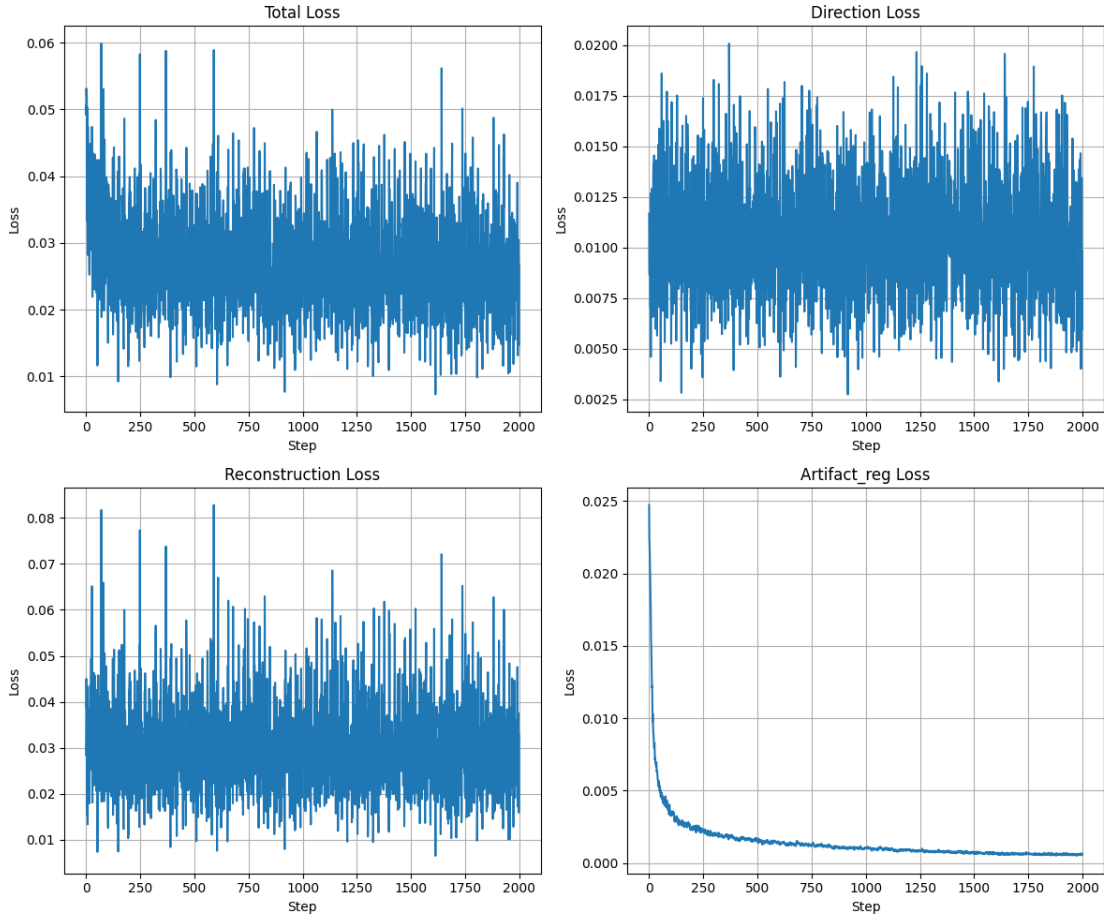 Total Loss
0.06
0.05
0.04
0.03
0.02
0.01
Loss
0 250 500 750 1000 1250 1500 1750 2000
Step
Direction Loss
0.0200
0.0175
0.0150
0.0125
0.0100
0.0075
0.0050
0.0025
Loss
0 250 500 750 1000 1250 1500 1750 2000
Step
Reconstruction Loss
0.08
0.07
0.06
0.05
0.04
0.03
0.02
0.01
Loss
0 250 500 750 1000 1250 1500 1750 2000
Step
Artifact_reg Loss
0.025
0.020
0.015
0.010
0.005
0.000
Loss
0 250 500 750 1000 1250 1500 1750 2000
Step